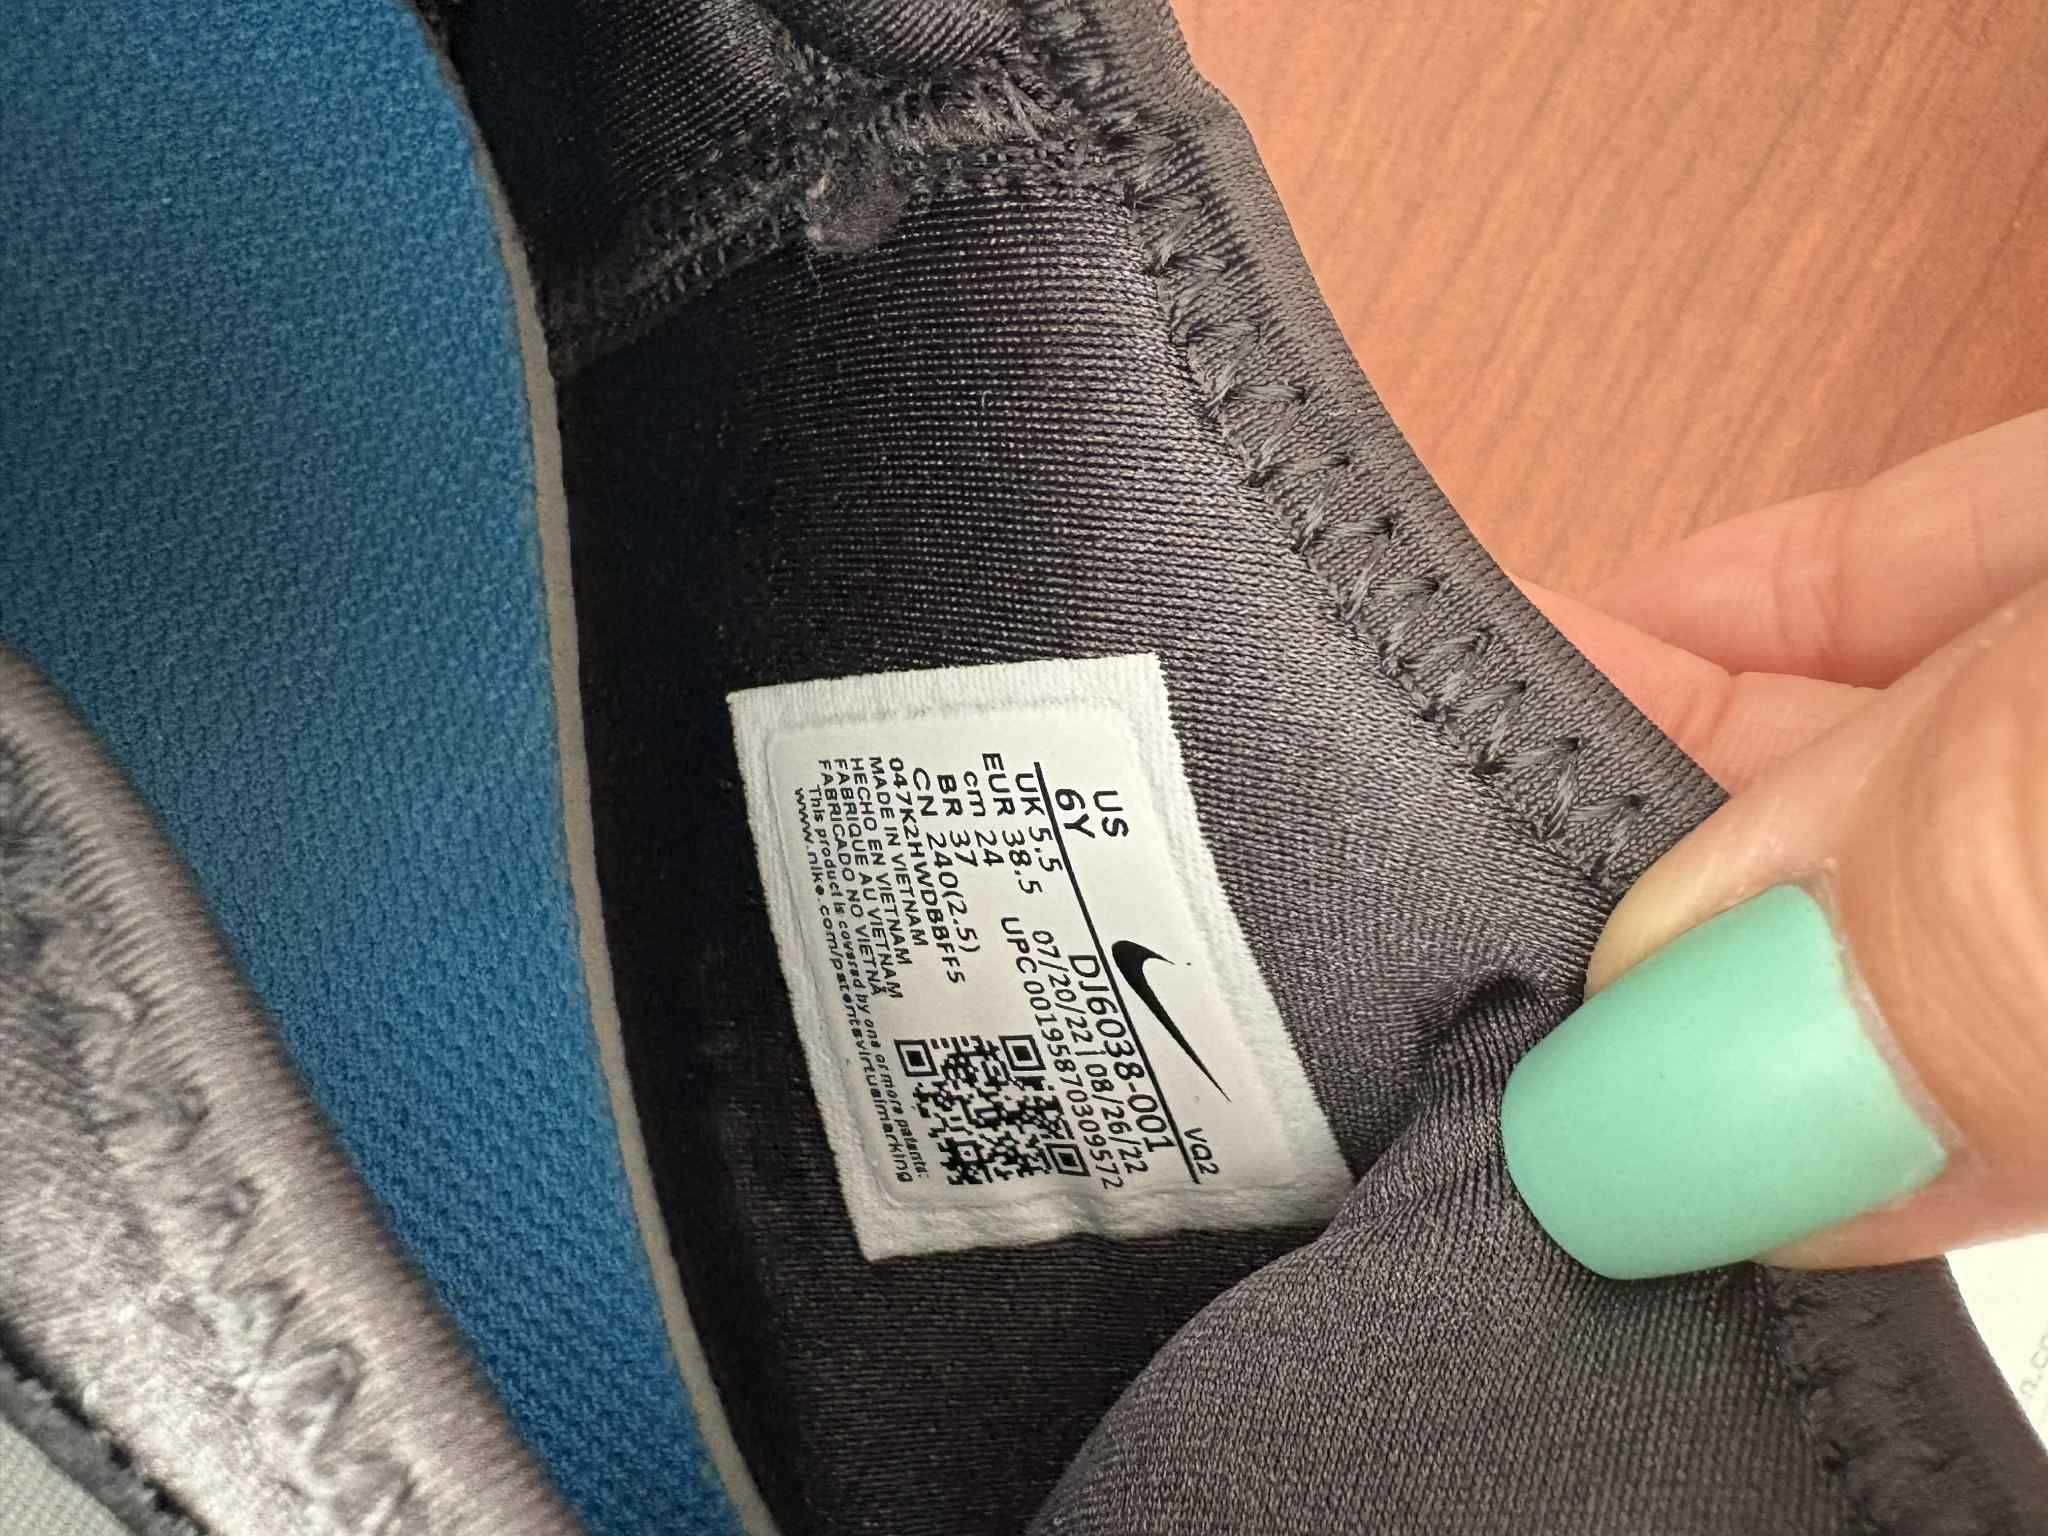 US
6Y
VQ2
UK 5.5
EUR 38.5
cm 24
BR 37
CN 240(2.5)
DJ6038-001
07/20/22 | 08/26/22
UPC 00195870309572
047K2HWDBBFF5
MADE IN VIETNAM
HECHO EN VIETNAM
FABRIQUE AU VIETNAM
FABRICADO NO VIETNÃ
This product is covered by one or more patents:
www.nike.com/patentsvirtualmarking